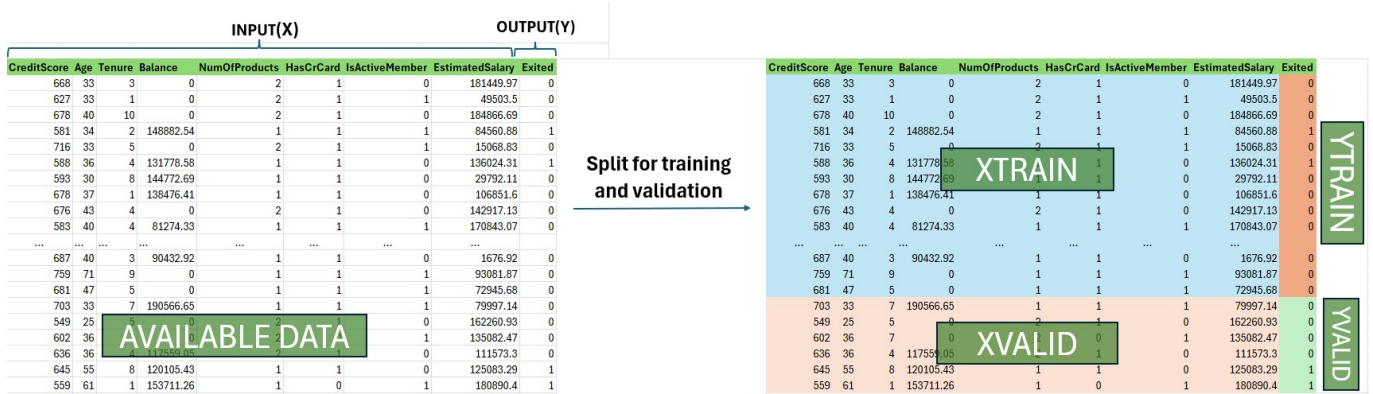 INPUT(X) OUTPUT(Y)
CreditScore Age Tenure Balance NumOfProducts HasCrCard IsActiveMember EstimatedSalary Exited
668 33 3 0 2 1 0 181449.97 0
627 33 1 0 2 1 1 49503.5 0
678 40 10 0 2 1 0 184866.69 0
581 34 2 148882.54 1 1 1 84560.88 1
716 33 5 0 2 1 1 15068.83 0
588 36 4 131778.58 1 1 0 136024.31 1
593 30 8 144772.69 1 1 0 29792.11 0
678 37 1 138476.41 1 1 0 106851.6 0
676 43 4 0 2 1 0 142917.13 0
583 40 4 81274.33 1 1 1 170843.07 0
... ... ... ... ... ... ... ...
687 40 3 90432.92 1 1 0 1676.92 0
759 71 9 0 1 1 1 93081.87 0
681 47 5 0 1 1 1 72945.68 0
703 33 7 190566.65 1 1 1 79997.14 0
549 25 0 162260.93 0
602 36 1 135082.47 0
636 36 4 117559.05 2 1 0 111573.3 0
645 55 8 120105.43 1 1 0 125083.29 1
559 61 1 153711.26 1 0 1 180890.4 1
AVAILABLE DATA
Split for training
and validation
CreditScore Age Tenure Balance NumOfProducts HasCrCard IsActiveMember EstimatedSalary Exited
668 33 3 0 2 1 0 181449.97 0
627 33 1 0 2 1 1 49503.5 0
678 40 10 0 2 1 0 184866.69 0
581 34 2 148882.54 1 1 1 84560.88 1
716 33 5 0 2 1 1 15068.83 0
588 36 4 131778.58 1 0 136024.31 1
593 30 8 144772.69 0 29792.11 0
678 37 1 138476.41 1 1 0 106851.6 0
676 43 4 0 2 1 0 142917.13 0
583 40 4 81274.33 1 1 1 170843.07 0
... ... ... ... ... ... ... ...
687 40 3 90432.92 1 1 0 1676.92 0
759 71 9 0 1 1 1 93081.87 0
681 47 5 0 1 1 1 72945.68 0
703 33 7 190566.65 1 1 1 79997.14 0
549 25 5 0 2 1 0 162260.93 0
602 36 7 0 1 135082.47 0
636 36 4 117559.05 1 0 111573.3 0
645 55 8 120105.43 1 1 0 125083.29 1
559 61 1 153711.26 1 0 1 180890.4 1
XTRAIN
YTRAIN
XVALID
YVALID